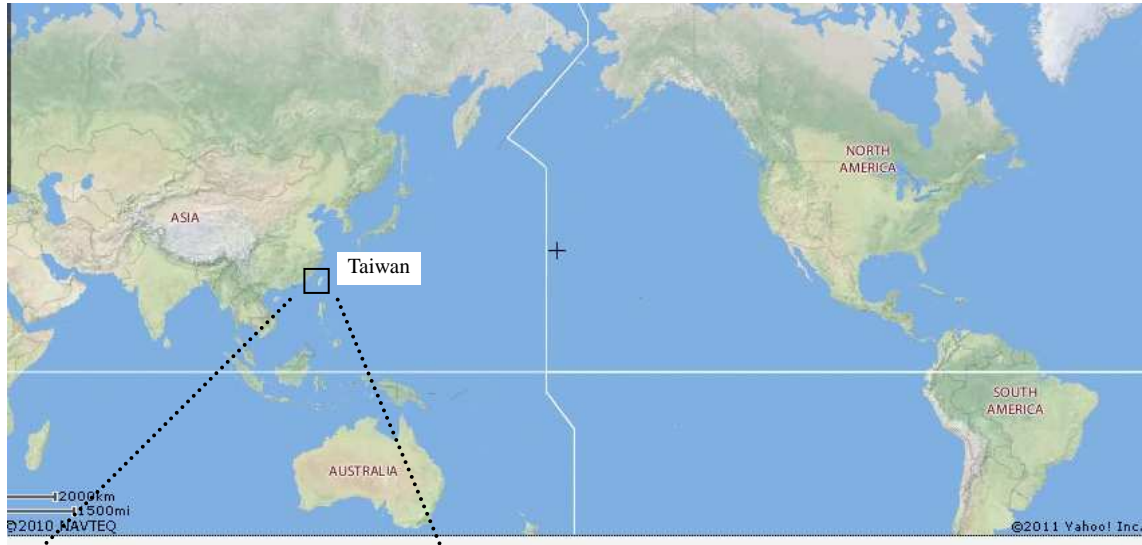 NORTH
AMERICA
ASIA
Taiwan
SOUTH
AMERICA
AUSTRALIA
2000km
1500mi
©2010 NAVTEQ
©2011 Yahoo! Inc.